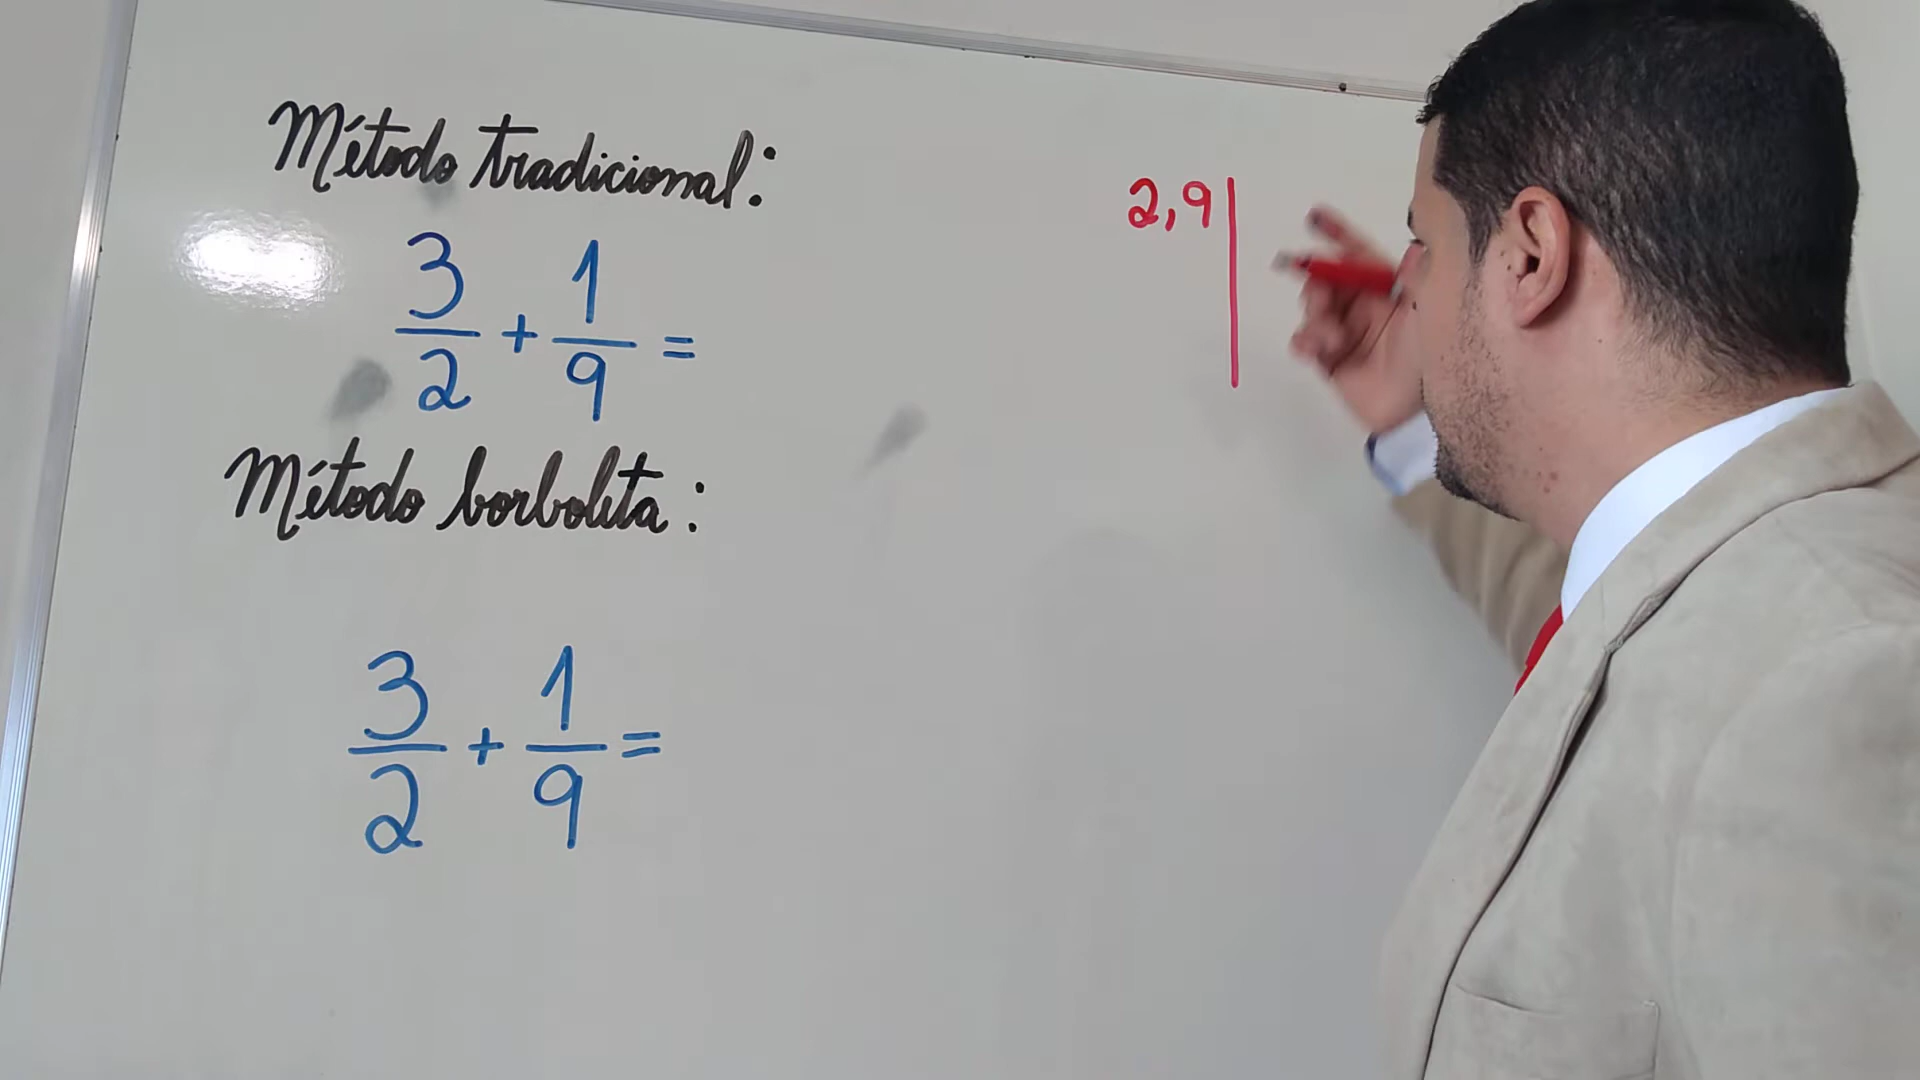 Método tradicional:
3/2 + 1/9 =
2,9
Método borboleta:
3/2 + 1/9 =